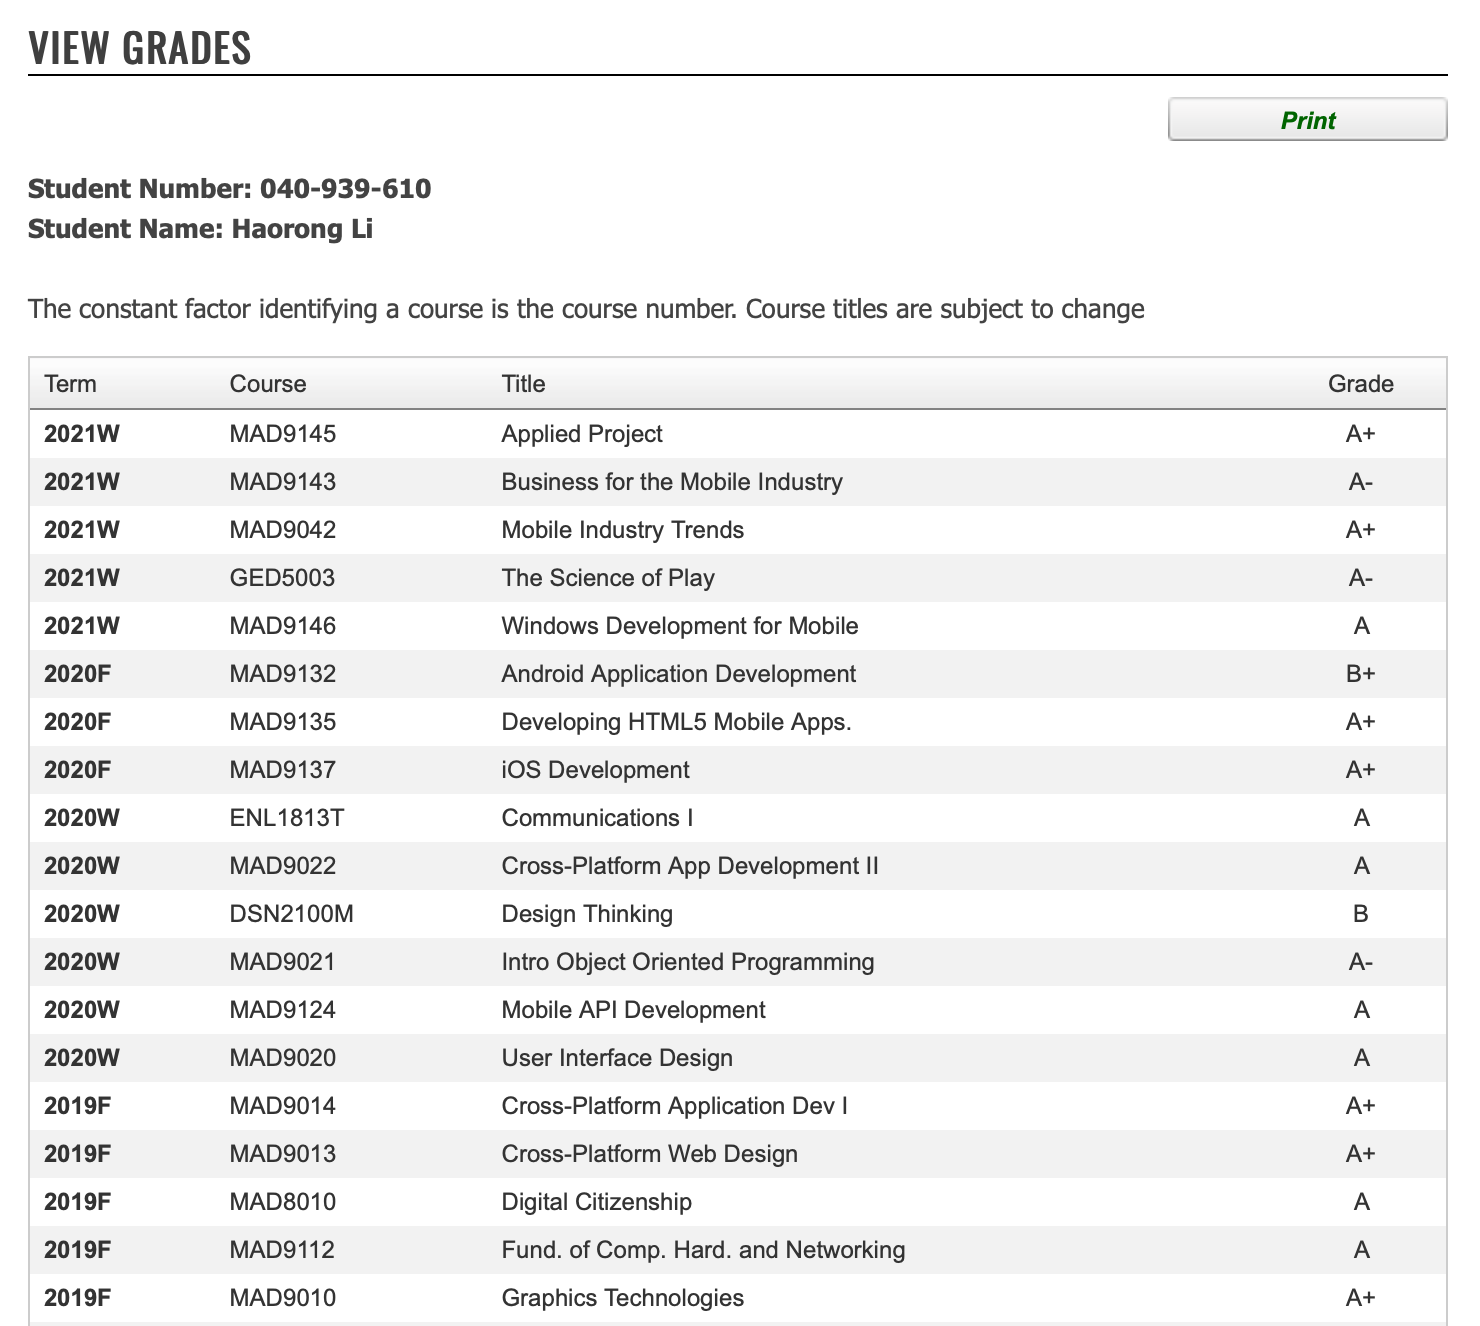 VIEW GRADES
Print
Student Number: 040-939-610
Student Name: Haorong Li
The constant factor identifying a course is the course number. Course titles are subject to change
Term Course Title Grade
2021W MAD9145 Applied Project A+
2021W MAD9143 Business for the Mobile Industry A-
2021W MAD9042 Mobile Industry Trends A+
2021W GED5003 The Science of Play A-
2021W MAD9146 Windows Development for Mobile A
2020F MAD9132 Android Application Development B+
2020F MAD9135 Developing HTML5 Mobile Apps. A+
2020F MAD9137 iOS Development A+
2020W ENL1813T Communications I A
2020W MAD9022 Cross-Platform App Development II A
2020W DSN2100M Design Thinking B
2020W MAD9021 Intro Object Oriented Programming A-
2020W MAD9124 Mobile API Development A
2020W MAD9020 User Interface Design A
2019F MAD9014 Cross-Platform Application Dev I A+
2019F MAD9013 Cross-Platform Web Design A+
2019F MAD8010 Digital Citizenship A
2019F MAD9112 Fund. of Comp. Hard. and Networking A
2019F MAD9010 Graphics Technologies A+